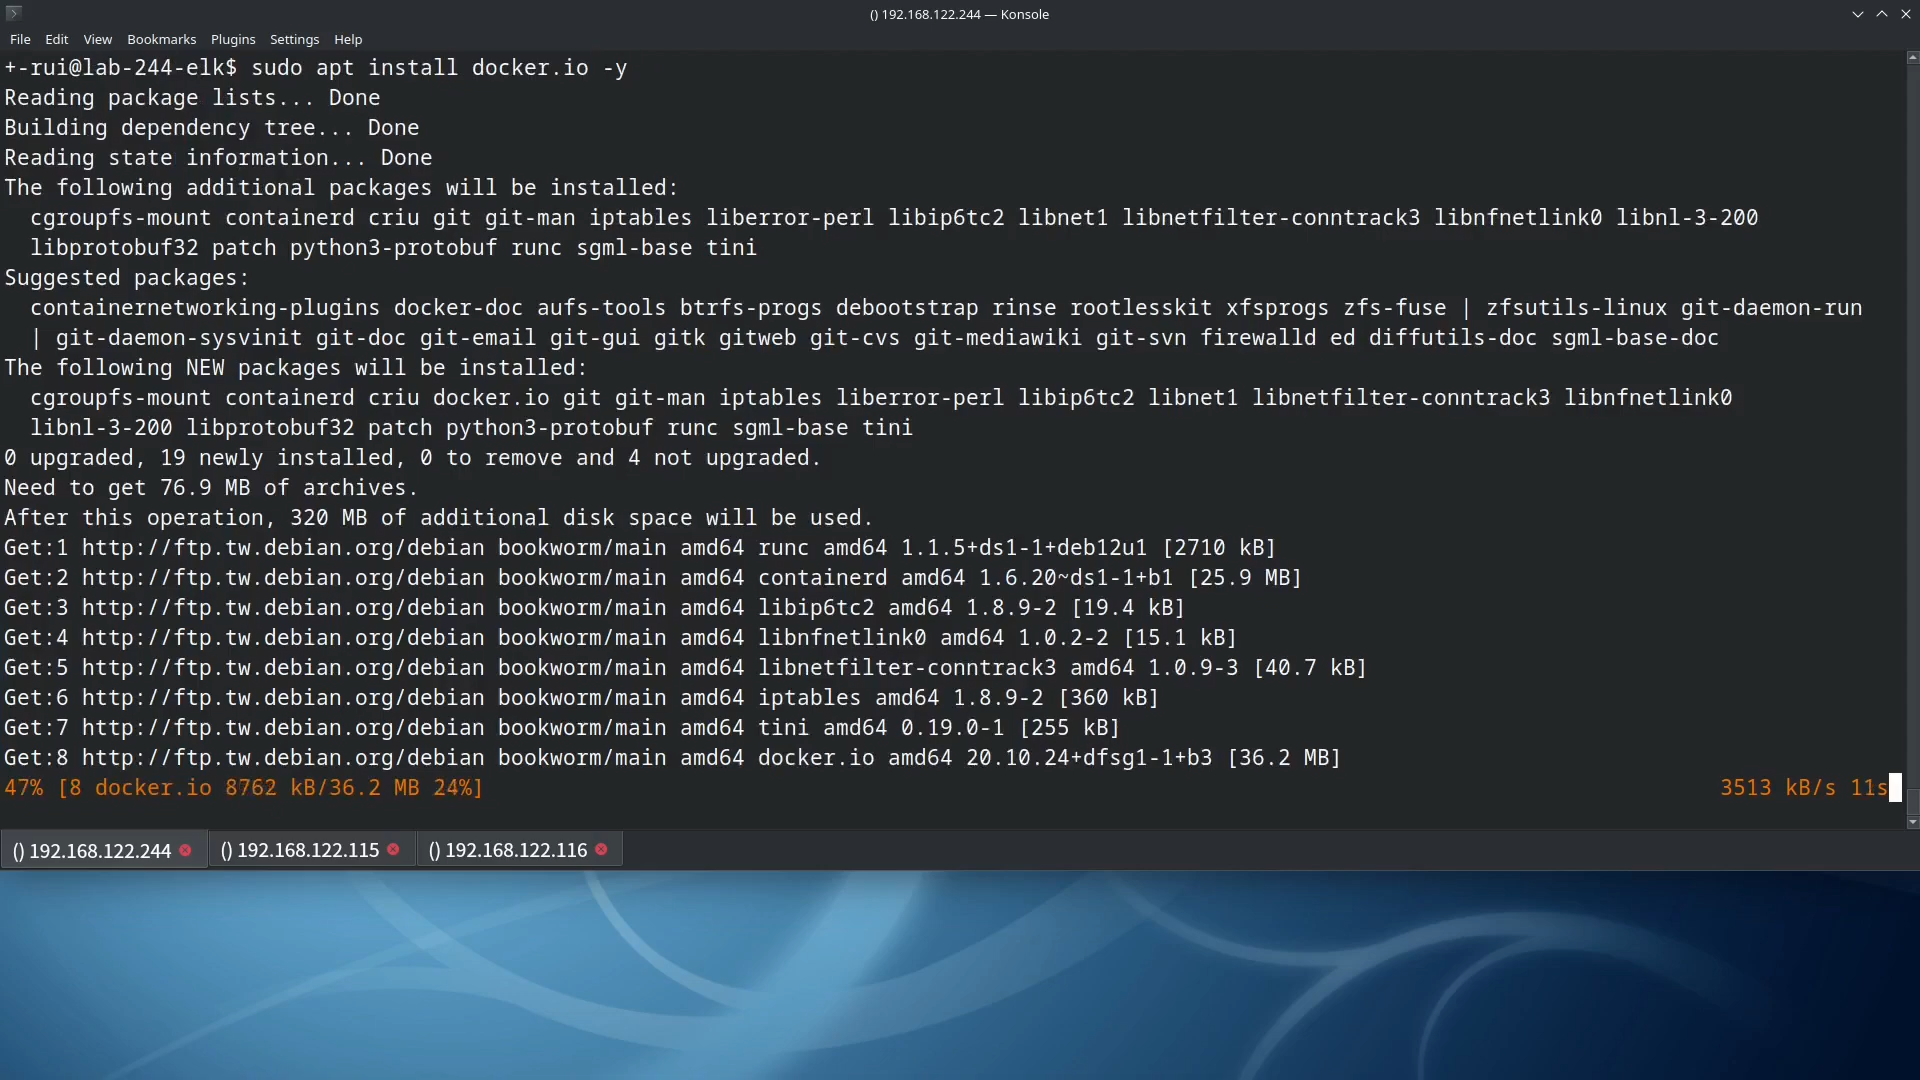 () 192.168.122.244 — Konsole
File Edit View Bookmarks Plugins Settings Help
+-rui@lab-244-elk$ sudo apt install docker.io -y
Reading package lists... Done
Building dependency tree... Done
Reading state information... Done
The following additional packages will be installed:
  cgroupfs-mount containerd criu git git-man iptables liberror-perl libip6tc2 libnet1 libnetfilter-conntrack3 libnfnetlink0 libnl-3-200
  libprotobuf32 patch python3-protobuf runc sgml-base tini
Suggested packages:
  containernetworking-plugins docker-doc aufs-tools btrfs-progs debootstrap rinse rootlesskit xfsprogs zfs-fuse | zfsutils-linux git-daemon-run
  | git-daemon-sysvinit git-doc git-email git-gui gitk gitweb git-cvs git-mediawiki git-svn firewalld ed diffutils-doc sgml-base-doc
The following NEW packages will be installed:
  cgroupfs-mount containerd criu docker.io git git-man iptables liberror-perl libip6tc2 libnet1 libnetfilter-conntrack3 libnfnetlink0
  libnl-3-200 libprotobuf32 patch python3-protobuf runc sgml-base tini
0 upgraded, 19 newly installed, 0 to remove and 4 not upgraded.
Need to get 76.9 MB of archives.
After this operation, 320 MB of additional disk space will be used.
Get:1 http://ftp.tw.debian.org/debian bookworm/main amd64 runc amd64 1.1.5+ds1-1+deb12u1 [2710 kB]
Get:2 http://ftp.tw.debian.org/debian bookworm/main amd64 containerd amd64 1.6.20~ds1-1+b1 [25.9 MB]
Get:3 http://ftp.tw.debian.org/debian bookworm/main amd64 libip6tc2 amd64 1.8.9-2 [19.4 kB]
Get:4 http://ftp.tw.debian.org/debian bookworm/main amd64 libnfnetlink0 amd64 1.0.2-2 [15.1 kB]
Get:5 http://ftp.tw.debian.org/debian bookworm/main amd64 libnetfilter-conntrack3 amd64 1.0.9-3 [40.7 kB]
Get:6 http://ftp.tw.debian.org/debian bookworm/main amd64 iptables amd64 1.8.9-2 [360 kB]
Get:7 http://ftp.tw.debian.org/debian bookworm/main amd64 tini amd64 0.19.0-1 [255 kB]
Get:8 http://ftp.tw.debian.org/debian bookworm/main amd64 docker.io amd64 20.10.24+dfsg1-1+b3 [36.2 MB]
47% [8 docker.io 8762 kB/36.2 MB 24%] 3513 kB/s 11s
() 192.168.122.244 () 192.168.122.115 () 192.168.122.116